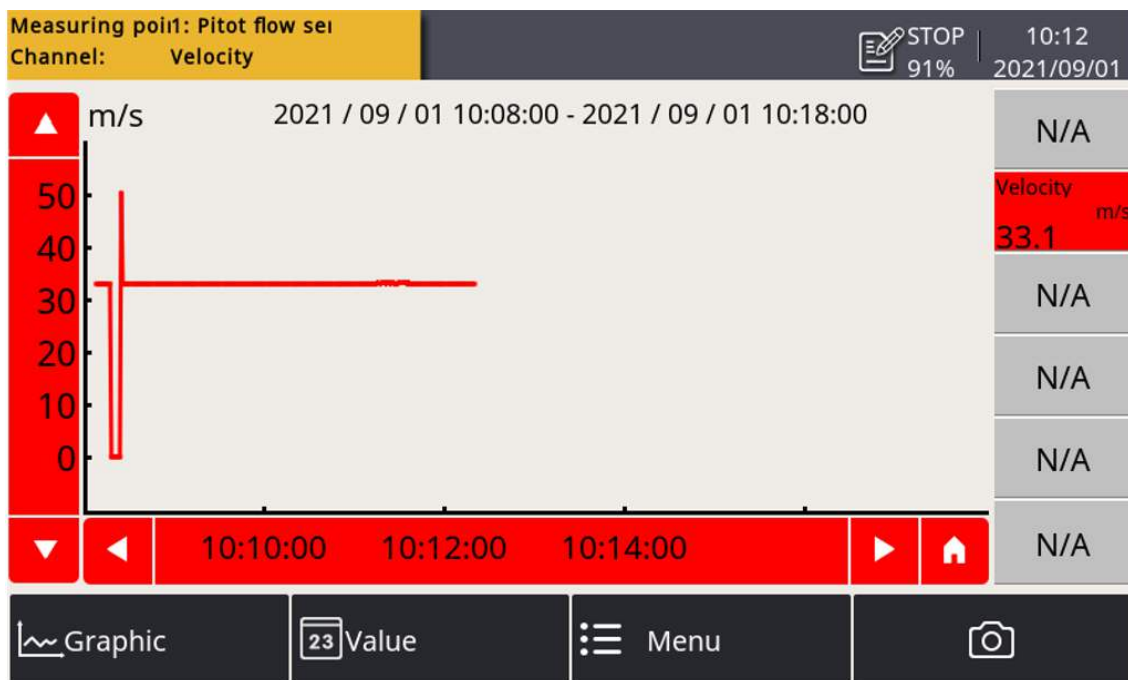 Measuring poin1: Pitot flow sei
Channel: Velocity
STOP
91%
10:12
2021/09/01
m/s
2021 / 09 / 01 10:08:00 - 2021 / 09 / 01 10:18:00
50
40
30
20
10
0
10:10:00 10:12:00 10:14:00
N/A
Velocity
m/s
33.1
N/A
N/A
N/A
N/A
23
Graphic
Value
Menu